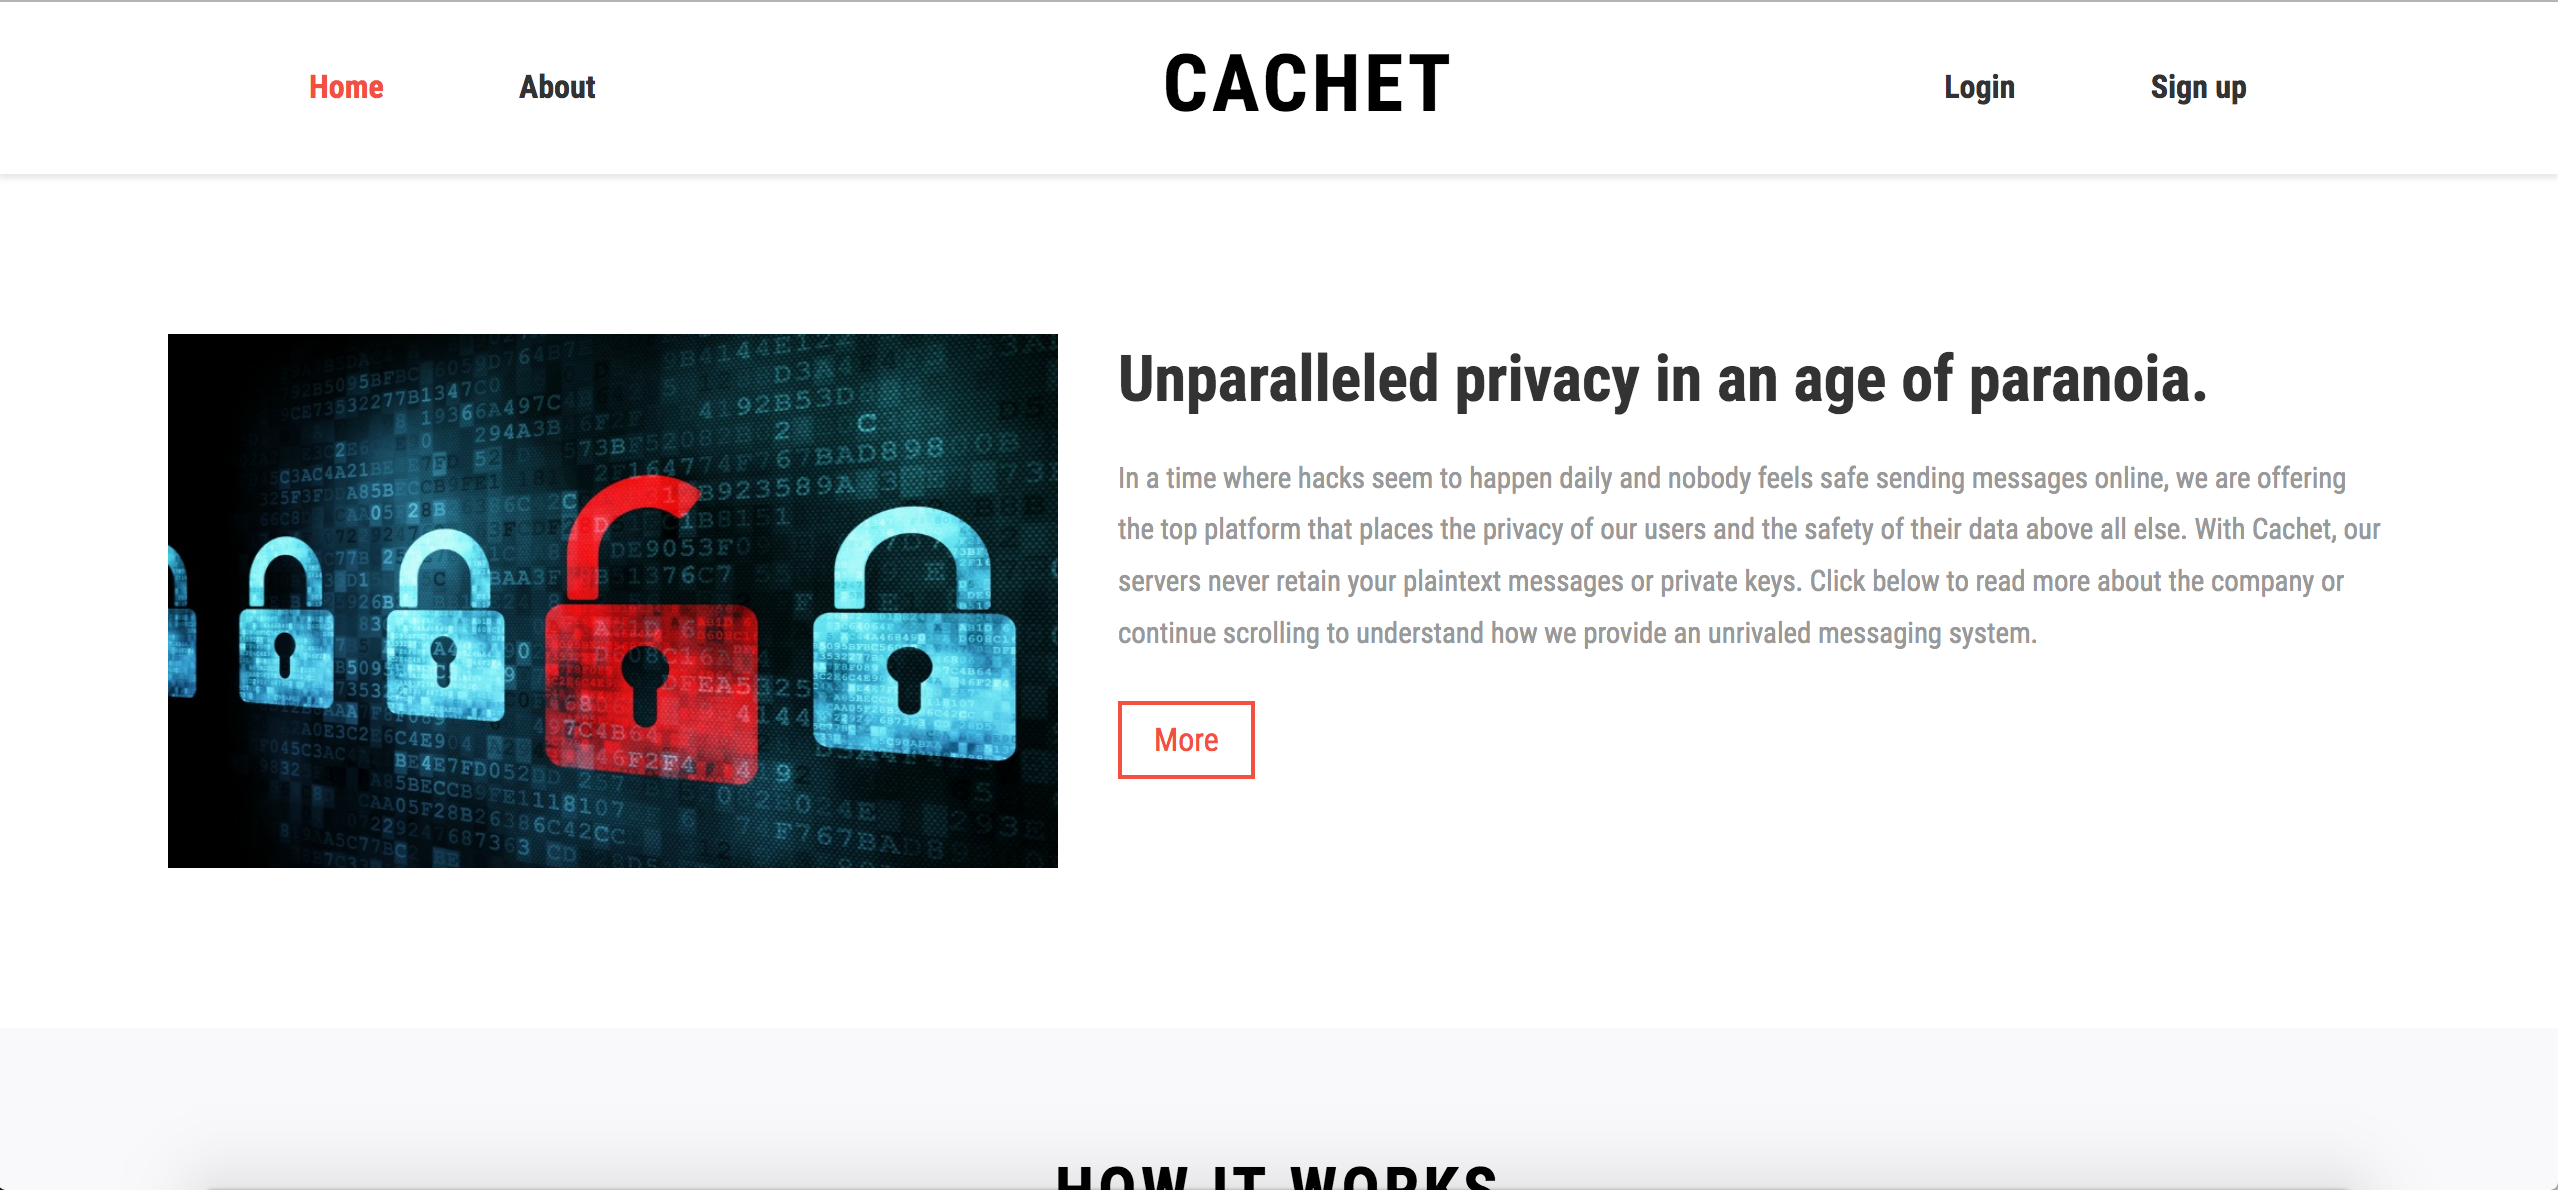 Home About CACHET Login Sign up
Unparalleled privacy in an age of paranoia.
In a time where hacks seem to happen daily and nobody feels safe sending messages online, we are offering
the top platform that places the privacy of our users and the safety of their data above all else. With Cachet, our
servers never retain your plaintext messages or private keys. Click below to read more about the company or
continue scrolling to understand how we provide an unrivaled messaging system.
More
HOW IT WORKS